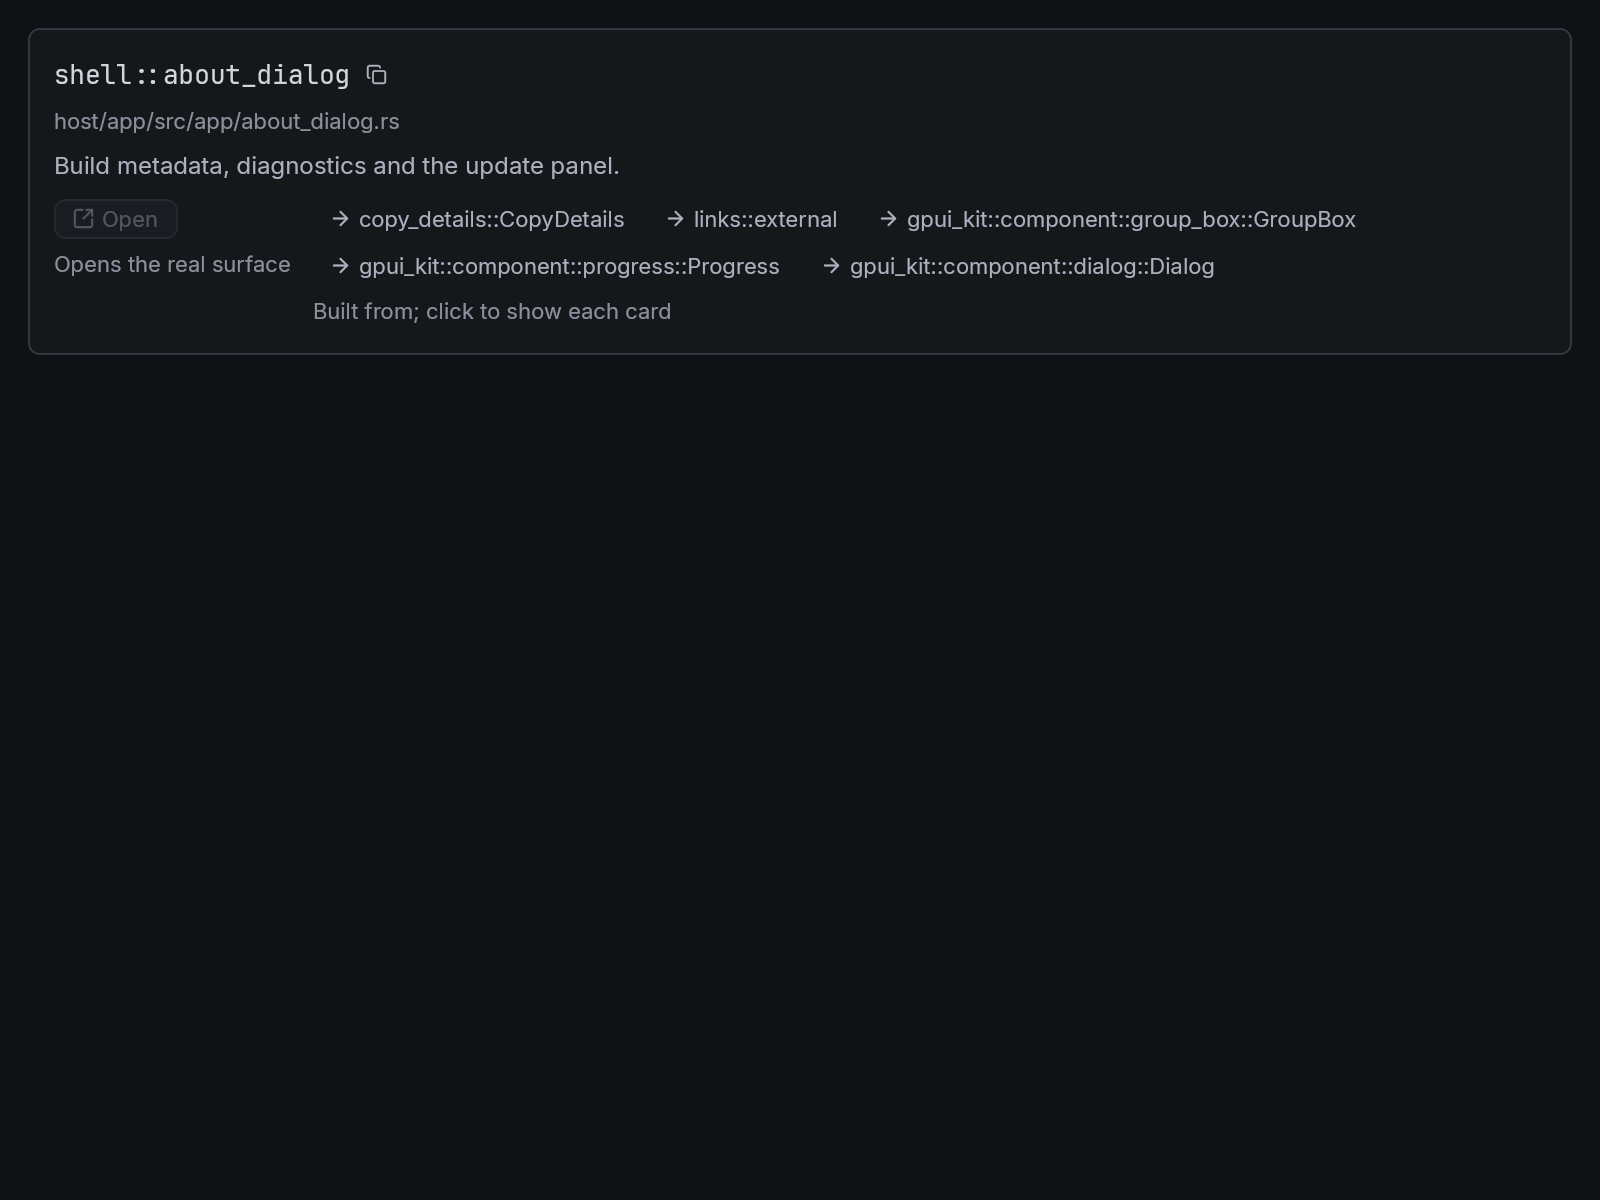 shell::about_dialog
host/app/src/app/about_dialog.rs
Build metadata, diagnostics and the update panel.
Open
Opens the real surface
→ copy_details::CopyDetails → links::external → gpui_kit::component::group_box::GroupBox
→ gpui_kit::component::progress::Progress → gpui_kit::component::dialog::Dialog
Built from; click to show each card